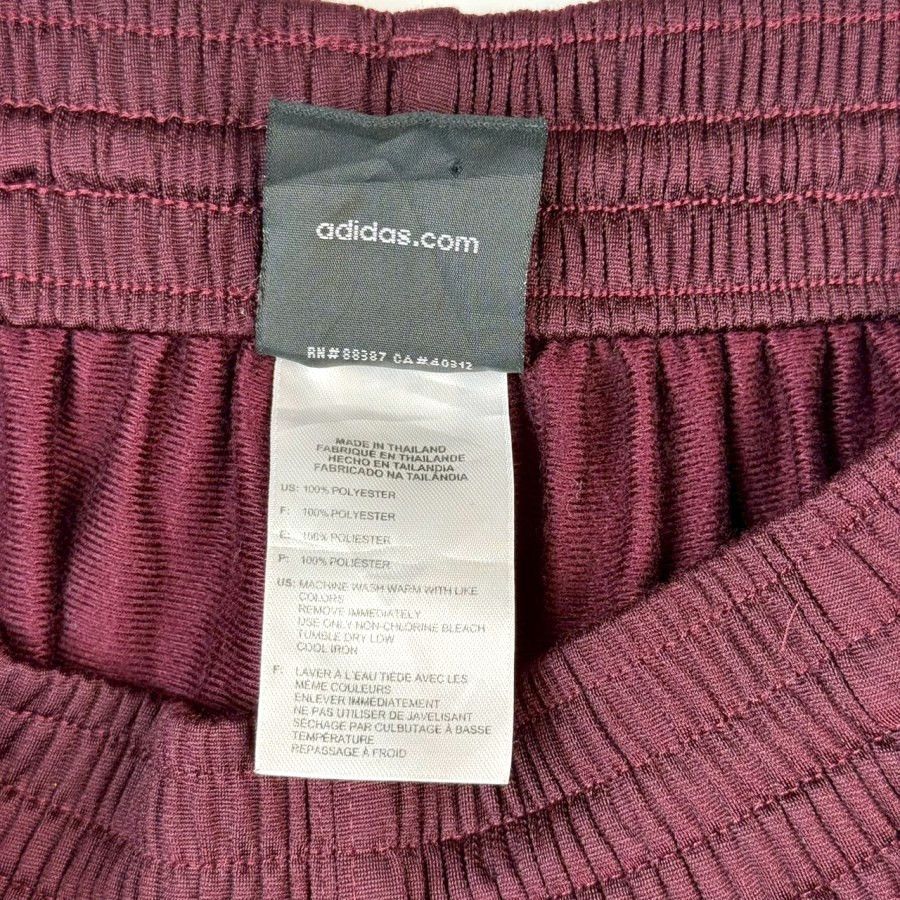 adidas.com
RN#88387 CA#40312
MADE IN THAILAND
FABRIQUE EN THAILANDE
HECHO EN TAILANDIA
FABRICADO NA TAILÂNDIA
US: 100% POLYESTER
F: 100% POLYESTER
E: 100% POLIÉSTER
P: 100% POLIÉSTER
US: MACHINE WASH WARM WITH LIKE
COLORS
REMOVE IMMEDIATELY
USE ONLY NON-CHLORINE BLEACH
TUMBLE DRY LOW
COOL IRON
F: LAVER À L'EAU TIÈDE AVEC LES
MÊME COULEURS
ENLEVER IMMÉDIATEMENT
NE PAS UTILISER DE JAVELISANT
SÉCHAGE PAR CULBUTAGE À BASSE
TEMPÉRATURE
REPASSAGE À FROID